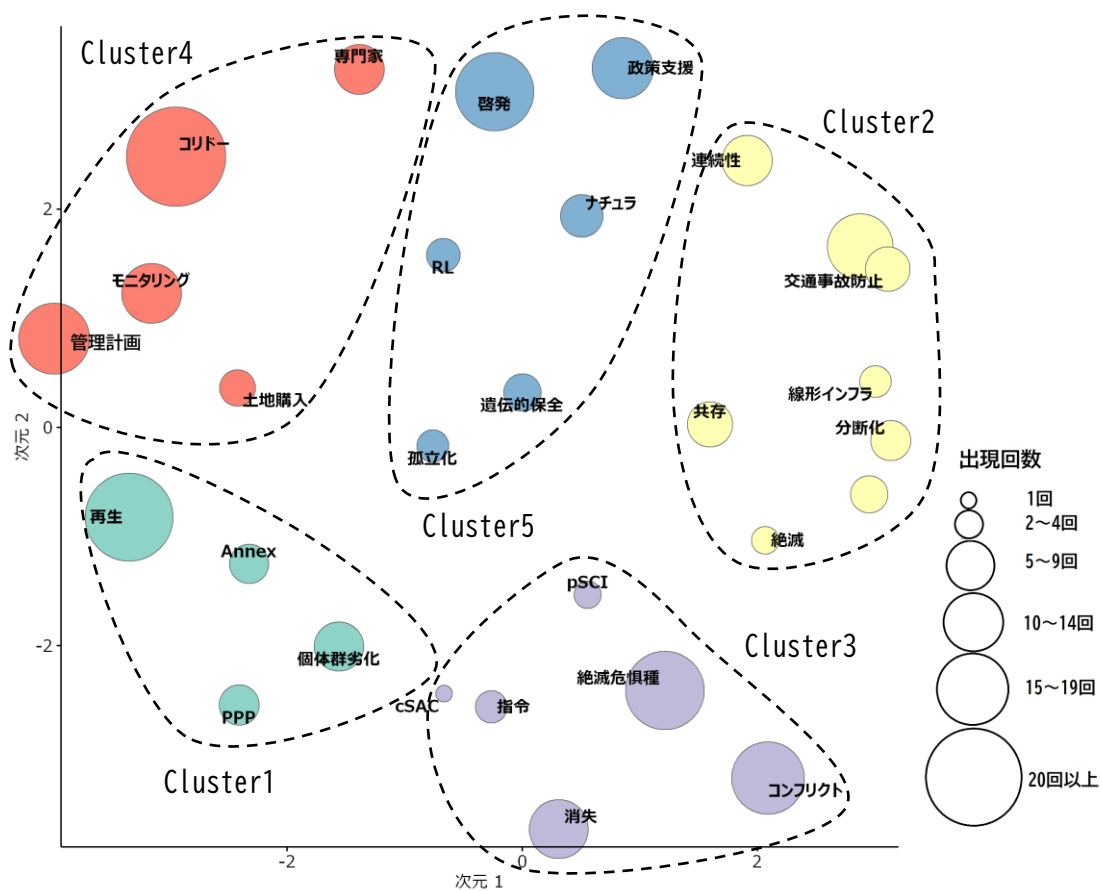 Cluster4
専門家
コリドー
モニタリング
管理計画
土地購入
啓発
政策支援
ナチュラ
RL
遺伝的保全
孤立化
Cluster5
Cluster2
連続性
交通事故防止
線形インフラ
共存
分断化
絶滅
再生
Annex
個体群劣化
PPP
Cluster1
pSCI
Cluster3
絶滅危惧種
cSAC
指令
コンフリクト
消失
出現回数
1回
2~4回
5~9回
10~14回
15~19回
20回以上
2
0
-2
次元 2
-2
0
2
次元 1